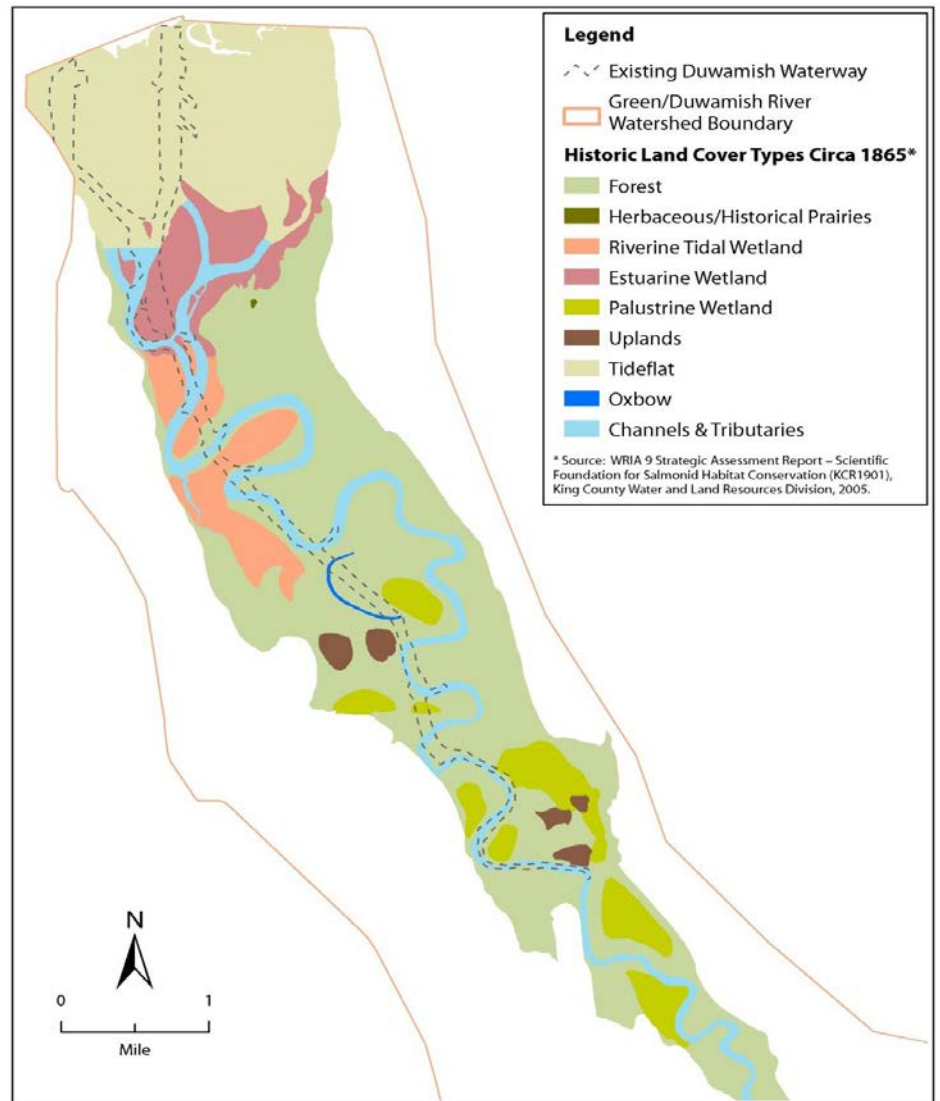 Legend
Existing Duwamish Waterway
Green/Duwamish River
Watershed Boundary
Historic Land Cover Types Circa 1865*
Forest
Herbaceous/Historical Prairies
Riverine Tidal Wetland
Estuarine Wetland
Palustrine Wetland
Uplands
Tideflat
Oxbow
Channels & Tributaries
* Source: WRIA 9 Strategic Assessment Report – Scientific
Foundation for Salmonid Habitat Conservation (KCR1901),
King County Water and Land Resources Division, 2005.
N
0 1
Mile